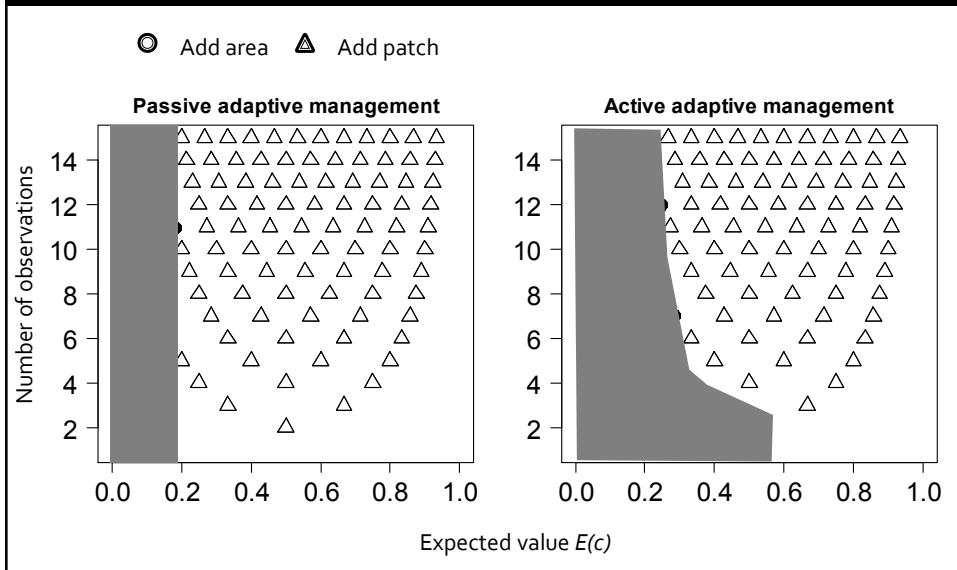 Add area Add patch
Passive adaptive management
Active adaptive management
Number of observations
14
12
10
8
6
4
2
0.0 0.2 0.4 0.6 0.8 1.0
14
12
10
8
6
4
2
0.0 0.2 0.4 0.6 0.8 1.0
Expected value E(c)